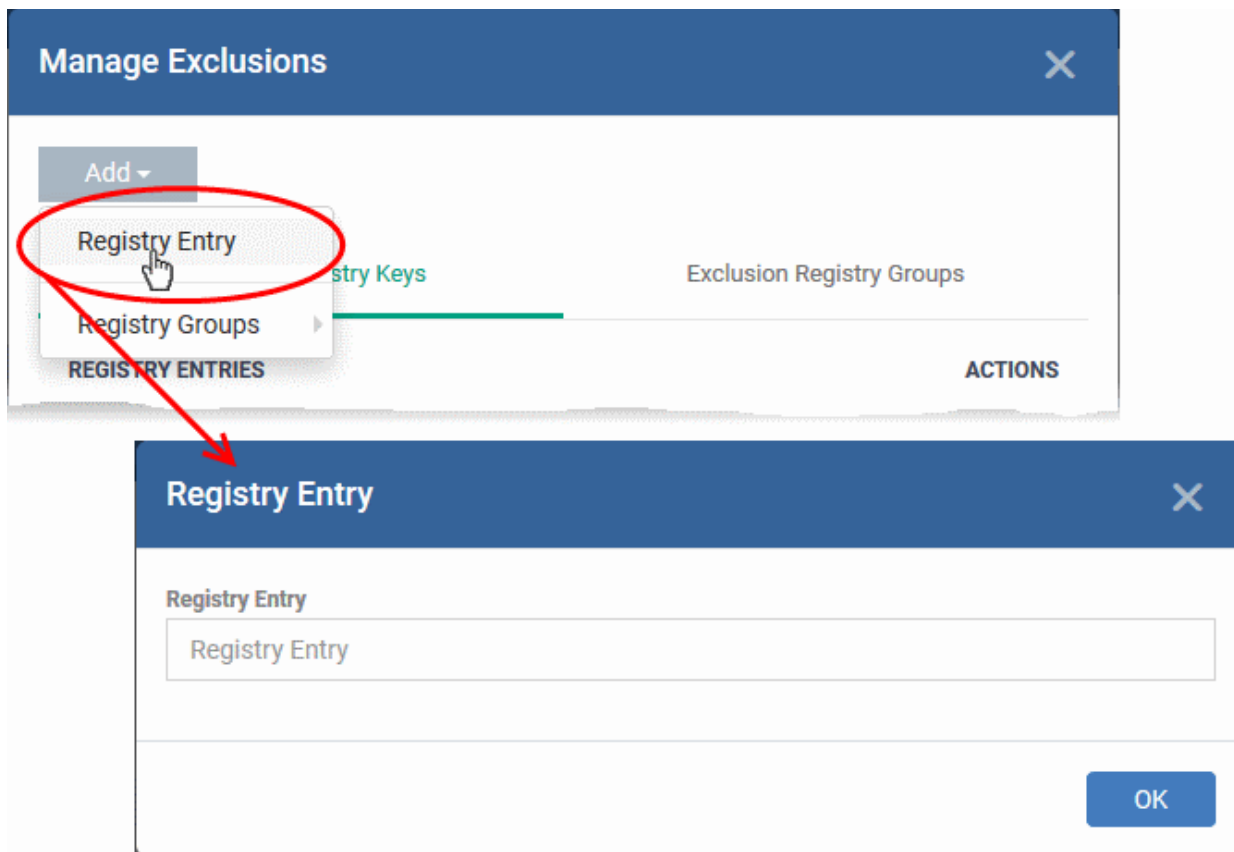 Manage Exclusions
Add
Registry Entry
stry Keys
Exclusion Registry Groups
Registry Groups
REGISTRY ENTRIES
ACTIONS
Registry Entry
Registry Entry
Registry Entry
OK